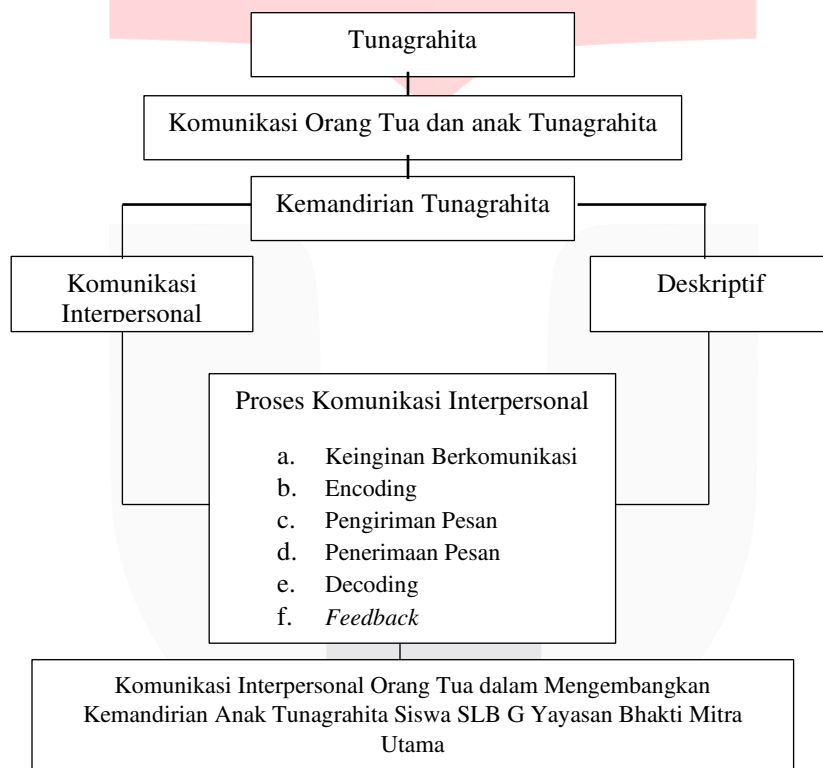 Tunagrahita
Komunikasi Orang Tua dan anak Tunagrahita
Kemandirian Tunagrahita
Komunikasi
Interpersonal
Deskriptif
Proses Komunikasi Interpersonal
a. Keinginan Berkomunikasi
b. Encoding
c. Pengiriman Pesan
d. Penerimaan Pesan
e. Decoding
f. Feedback
Komunikasi Interpersonal Orang Tua dalam Mengembangkan
Kemandirian Anak Tunagrahita Siswa SLB G Yayasan Bhakti Mitra
Utama